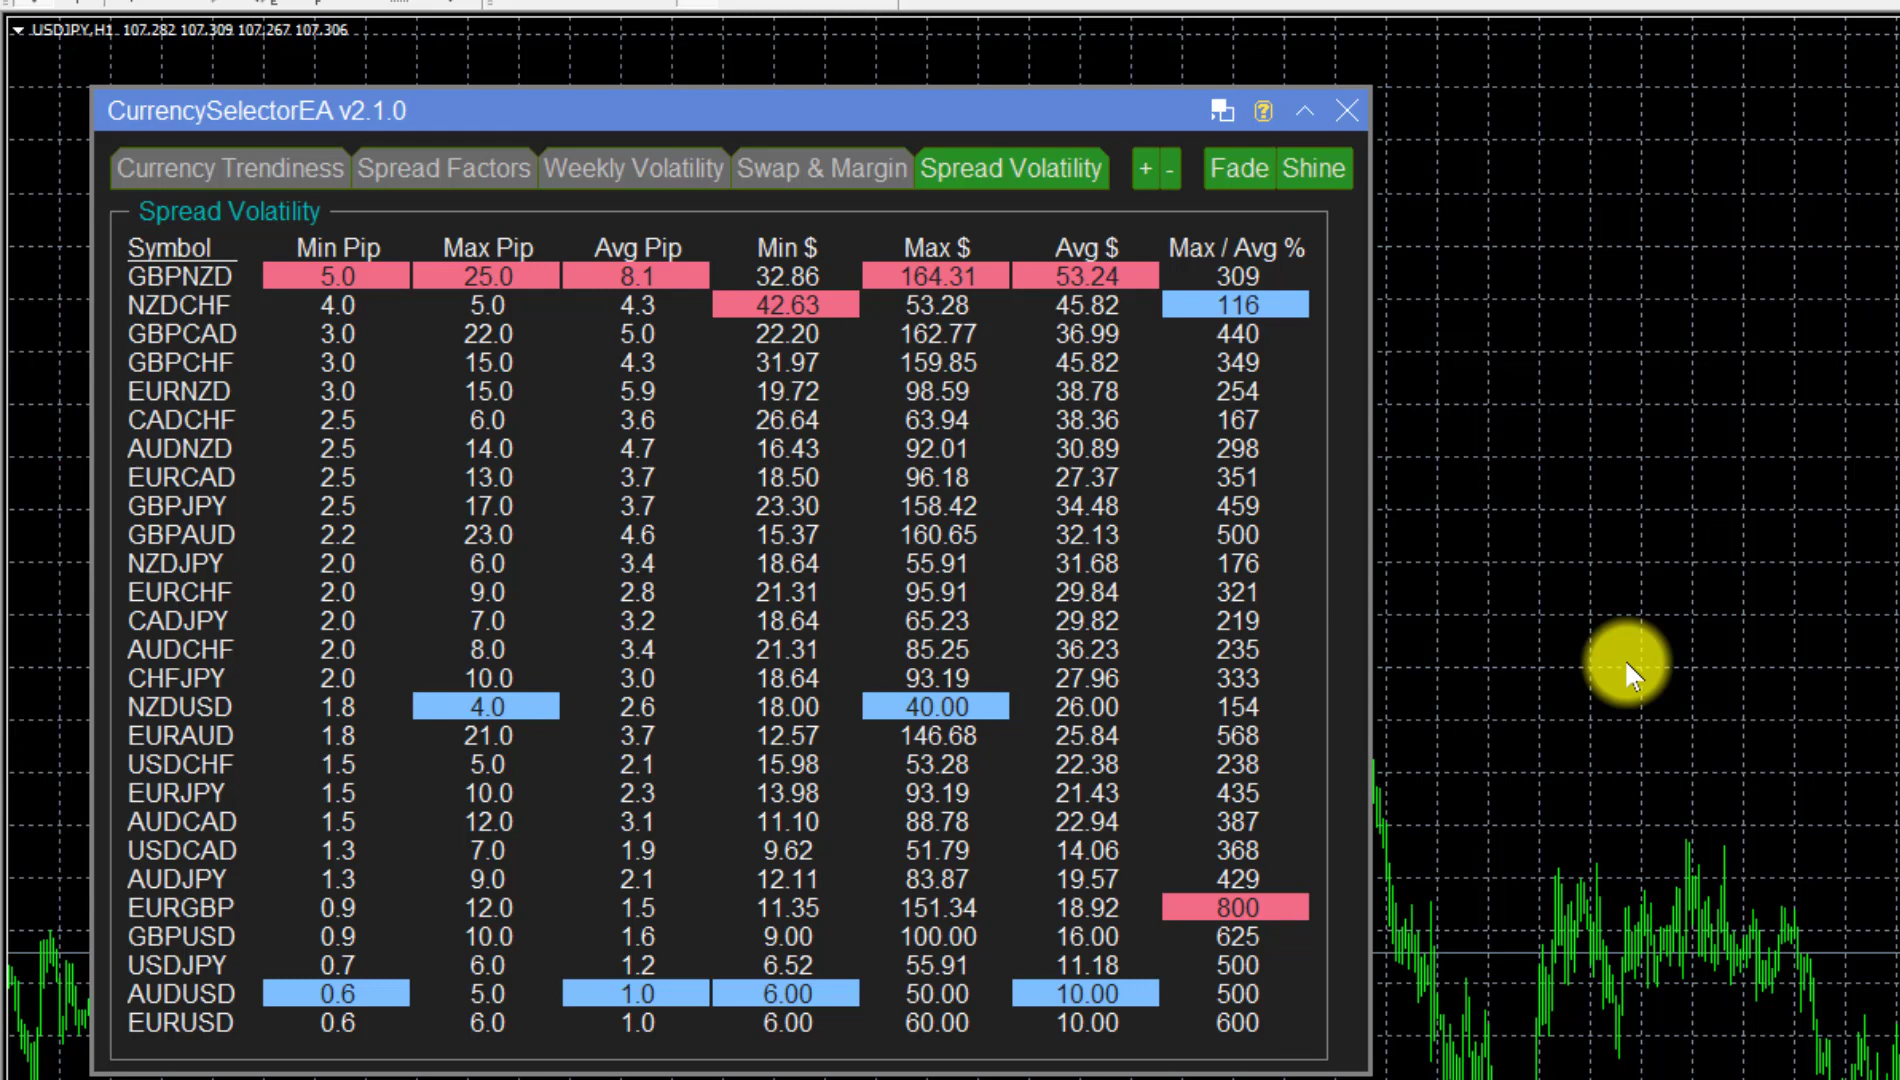 USDJPY,H1 107.282 107.309 107.267 107.306
CurrencySelectorEA v2.1.0
Currency Trendiness Spread Factors Weekly Volatility Swap & Margin Spread Volatility + - Fade Shine
Spread Volatility
Symbol Min Pip Max Pip Avg Pip Min $ Max $ Avg $ Max / Avg %
GBPNZD 5.0 25.0 8.1 32.86 164.31 53.24 309
NZDCHF 4.0 5.0 4.3 42.63 53.28 45.82 116
GBPCAD 3.0 22.0 5.0 22.20 162.77 36.99 440
GBPCHF 3.0 15.0 4.3 31.97 159.85 45.82 349
EURNZD 3.0 15.0 5.9 19.72 98.59 38.78 254
CADCHF 2.5 6.0 3.6 26.64 63.94 38.36 167
AUDNZD 2.5 14.0 4.7 16.43 92.01 30.89 298
EURCAD 2.5 13.0 3.7 18.50 96.18 27.37 351
GBPJPY 2.5 17.0 3.7 23.30 158.42 34.48 459
GBPAUD 2.2 23.0 4.6 15.37 160.65 32.13 500
NZDJPY 2.0 6.0 3.4 18.64 55.91 31.68 176
EURCHF 2.0 9.0 2.8 21.31 95.91 29.84 321
CADJPY 2.0 7.0 3.2 18.64 65.23 29.82 219
AUDCHF 2.0 8.0 3.4 21.31 85.25 36.23 235
CHFJPY 2.0 10.0 3.0 18.64 93.19 27.96 333
NZDUSD 1.8 4.0 2.6 18.00 40.00 26.00 154
EURAUD 1.8 21.0 3.7 12.57 146.68 25.84 568
USDCHF 1.5 5.0 2.1 15.98 53.28 22.38 238
EURJPY 1.5 10.0 2.3 13.98 93.19 21.43 435
AUDCAD 1.5 12.0 3.1 11.10 88.78 22.94 387
USDCAD 1.3 7.0 1.9 9.62 51.79 14.06 368
AUDJPY 1.3 9.0 2.1 12.11 83.87 19.57 429
EURGBP 0.9 12.0 1.5 11.35 151.34 18.92 800
GBPUSD 0.9 10.0 1.6 9.00 100.00 16.00 625
USDJPY 0.7 6.0 1.2 6.52 55.91 11.18 500
AUDUSD 0.6 5.0 1.0 6.00 50.00 10.00 500
EURUSD 0.6 6.0 1.0 6.00 60.00 10.00 600